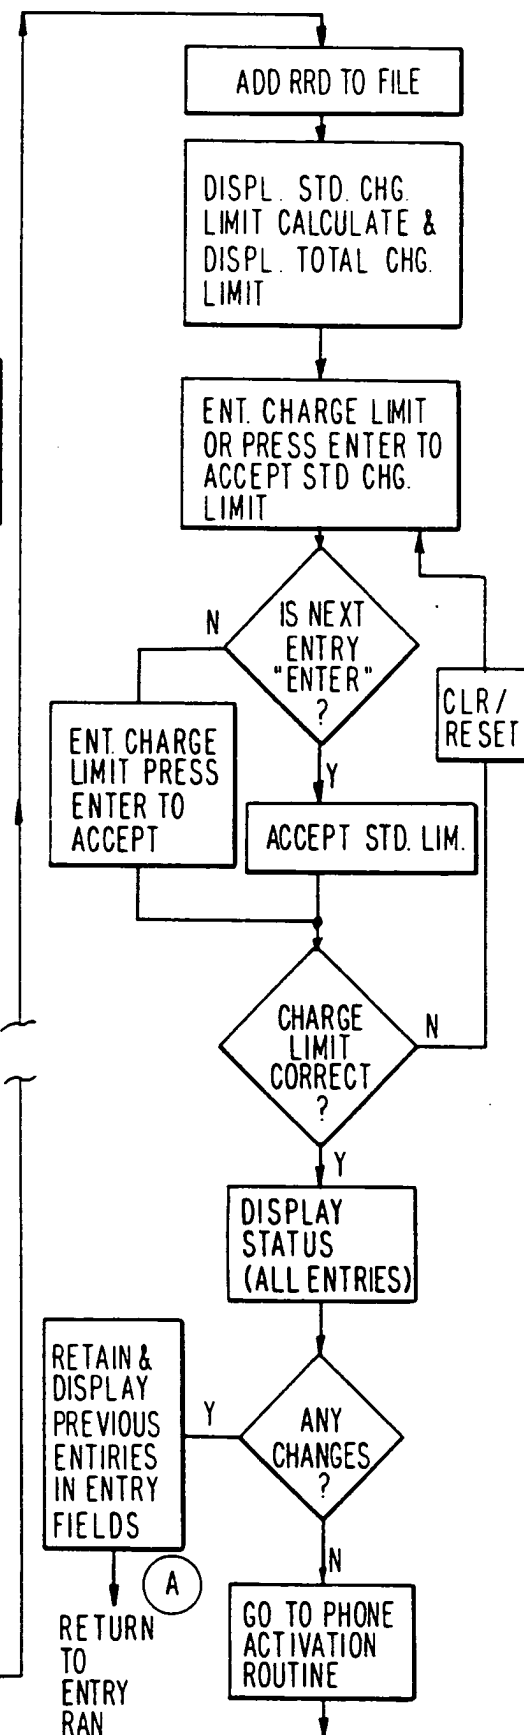 ADD RRD TO FILE
DISPL. STD. CHG.
LIMIT CALCULATE &
DISPL. TOTAL CHG.
LIMIT
ENT. CHARGE LIMIT
OR PRESS ENTER TO
ACCEPT STD CHG.
LIMIT
IS NEXT
ENTRY
"ENTER"
?
N
Y
CLR/
RESET
ENT. CHARGE
LIMIT PRESS
ENTER TO
ACCEPT
ACCEPT STD. LIM.
CHARGE
LIMIT
CORRECT
?
N
Y
DISPLAY
STATUS
(ALL ENTRIES)
RETAIN &
DISPLAY
PREVIOUS
ENTIRIES
IN ENTRY
FIELDS
Y
ANY
CHANGES
?
N
A
RETURN
TO
ENTRY
RAN
GO TO PHONE
ACTIVATION
ROUTINE